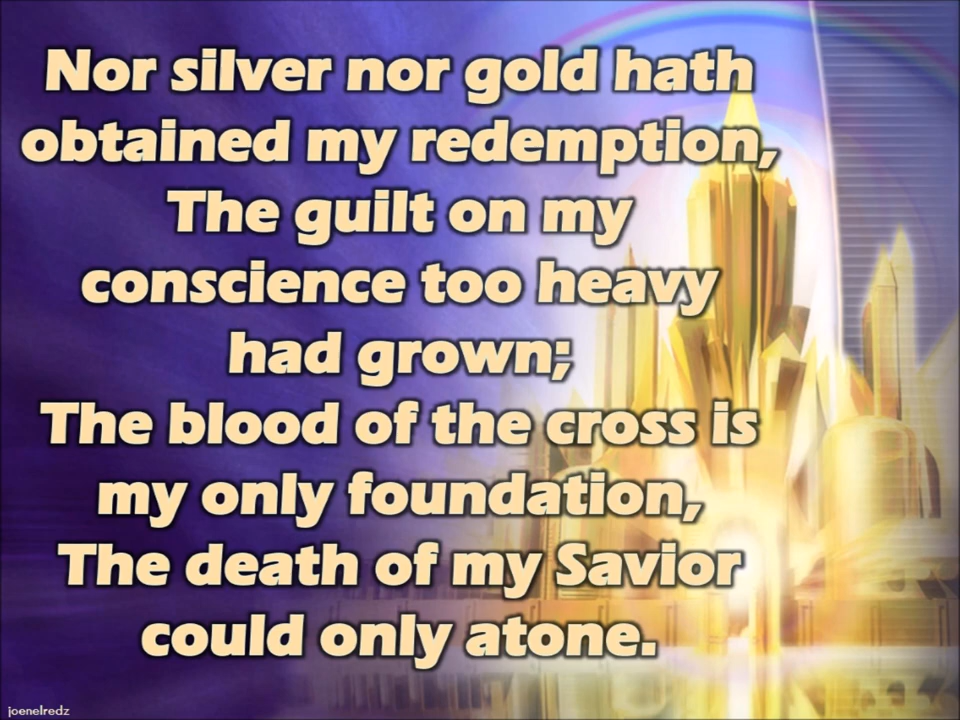 Nor silver nor gold hath
obtained my redemption,
The guilt on my
conscience too heavy
had grown;
The blood of the cross is
my only foundation,
The death of my Savior
could only atone.
joenelredz